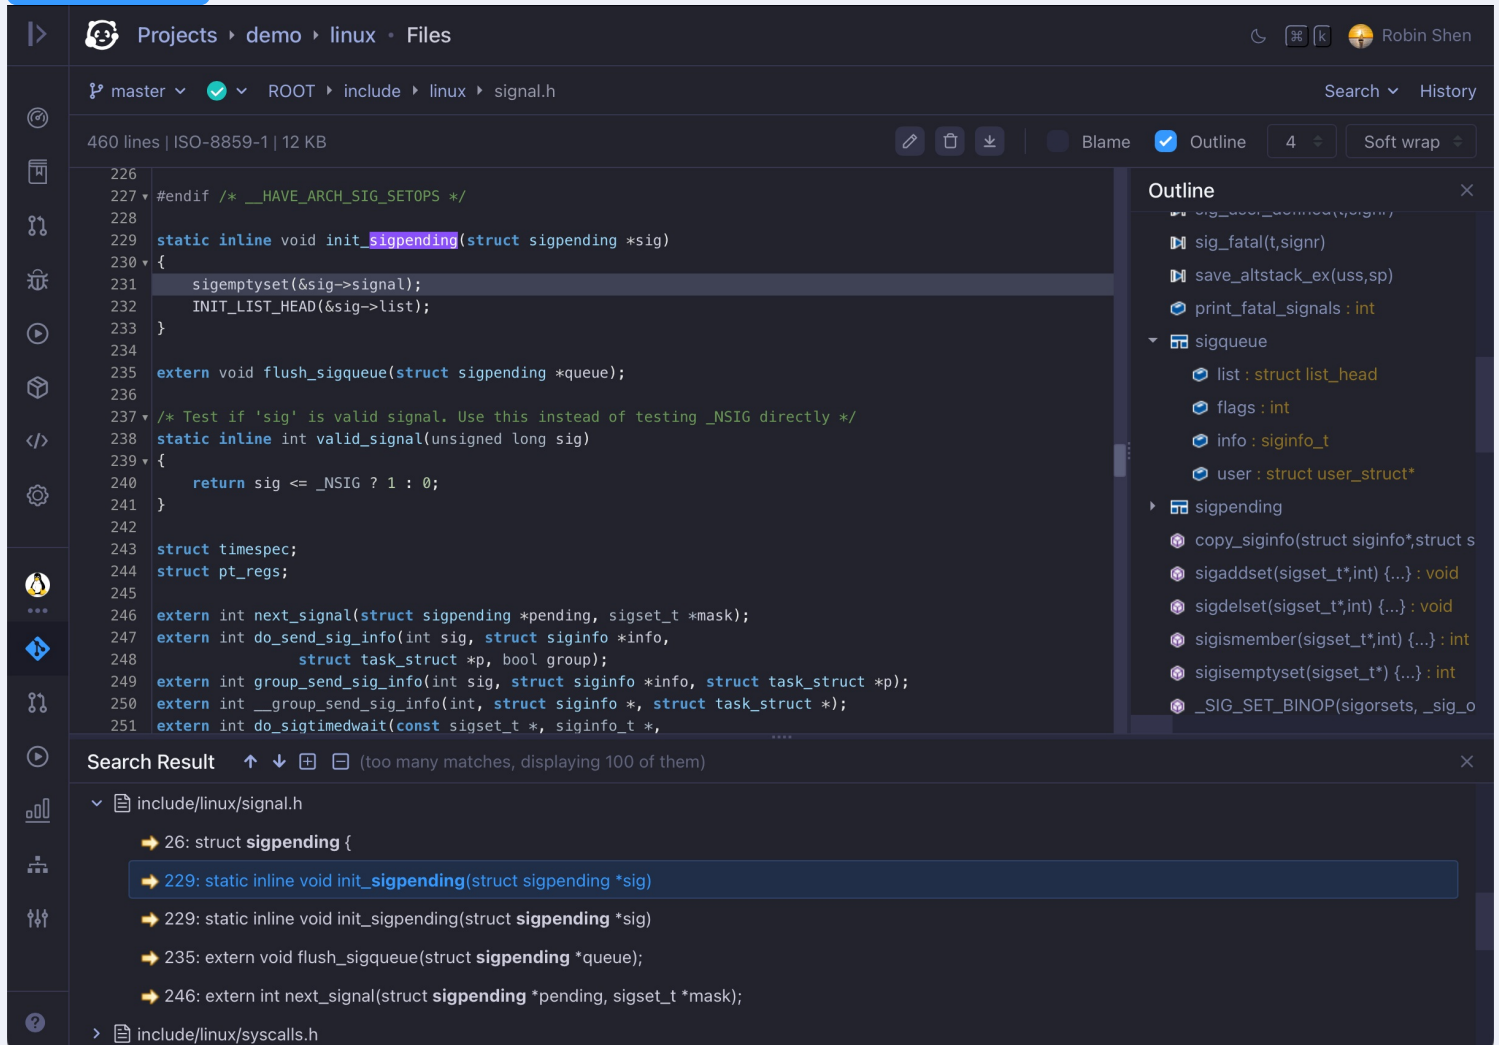 Projects › demo › linux • Files
⌘ k Robin Shen
master ROOT › include › linux › signal.h
Search History
460 lines | ISO-8859-1 | 12 KB
Blame Outline 4 Soft wrap
226
227 #endif /* __HAVE_ARCH_SIG_SETOPS */
228
229 static inline void init_sigpending(struct sigpending *sig)
230 {
231     sigemptyset(&sig->signal);
232     INIT_LIST_HEAD(&sig->list);
233 }
234
235 extern void flush_sigqueue(struct sigpending *queue);
236
237 /* Test if 'sig' is valid signal. Use this instead of testing _NSIG directly */
238 static inline int valid_signal(unsigned long sig)
239 {
240     return sig <= _NSIG ? 1 : 0;
241 }
242
243 struct timespec;
244 struct pt_regs;
245
246 extern int next_signal(struct sigpending *pending, sigset_t *mask);
247 extern int do_send_sig_info(int sig, struct siginfo *info,
248                 struct task_struct *p, bool group);
249 extern int group_send_sig_info(int sig, struct siginfo *info, struct task_struct *p);
250 extern int __group_send_sig_info(int, struct siginfo *, struct task_struct *);
251 extern int do_sigtimedwait(const sigset_t *, siginfo_t *,
Outline
sig_user_defined(t,signr)
sig_fatal(t,signr)
save_altstack_ex(uss,sp)
print_fatal_signals : int
sigqueue
list : struct list_head
flags : int
info : siginfo_t
user : struct user_struct*
sigpending
copy_siginfo(struct siginfo*,struct s
sigaddset(sigset_t*,int) {...} : void
sigdelset(sigset_t*,int) {...} : void
sigismember(sigset_t*,int) {...} : int
sigisemptyset(sigset_t*) {...} : int
_SIG_SET_BINOP(sigorsets, _sig_o
Search Result (too many matches, displaying 100 of them)
include/linux/signal.h
26: struct sigpending {
229: static inline void init_sigpending(struct sigpending *sig)
229: static inline void init_sigpending(struct sigpending *sig)
235: extern void flush_sigqueue(struct sigpending *queue);
246: extern int next_signal(struct sigpending *pending, sigset_t *mask);
include/linux/syscalls.h